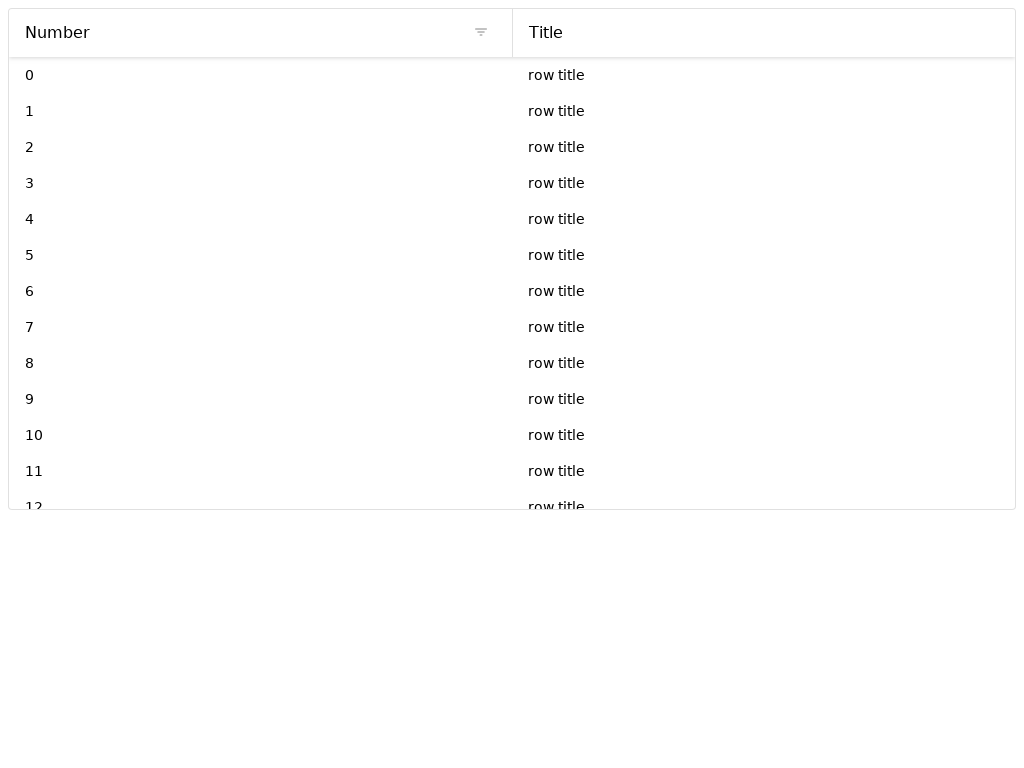 Number Title
0 row title
1 row title
2 row title
3 row title
4 row title
5 row title
6 row title
7 row title
8 row title
9 row title
10 row title
11 row title
12 row title